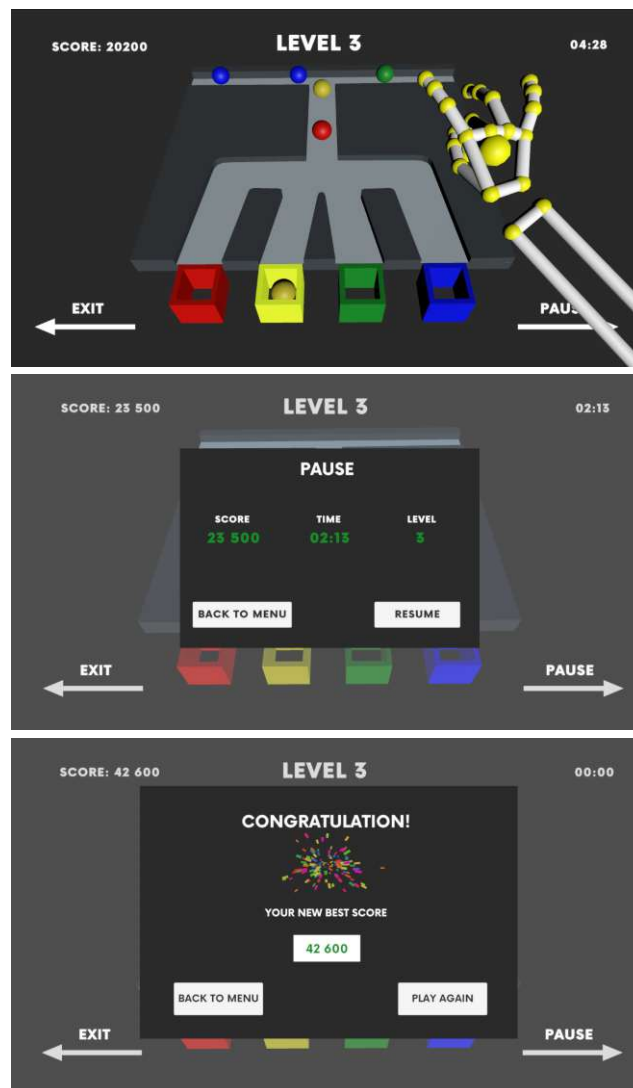 SCORE: 20200 LEVEL 3 04:28
EXIT PAUS
SCORE: 23 500 LEVEL 3 02:13
PAUSE
SCORE TIME LEVEL
23 500 02:13 3
BACK TO MENU RESUME
EXIT PAUSE
SCORE: 42 600 LEVEL 3 00:00
CONGRATULATION!
YOUR NEW BEST SCORE
42 600
BACK TO MENU PLAY AGAIN
EXIT PAUSE